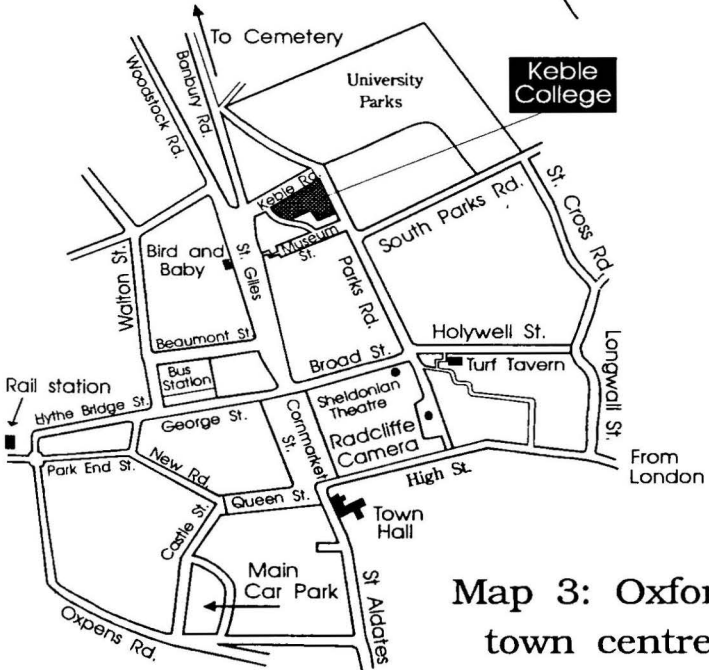 To Cemetery
Woodstock Rd.
Banbury Rd.
University
Parks
Keble
College
Keble Rd.
South Parks Rd.
St. Cross Rd.
Museum
St.
Bird and
Baby
St. Giles
Walton St.
Parks Rd.
Beaumont St.
Holywell St.
Longwall St.
Bus
Station
Broad St.
Turf Tavern
Rail station
Hythe Bridge St.
George St.
Cornmarket
St.
Sheldonian
Theatre
Radcliffe
Camera
Park End St.
New Rd.
High St.
From
London
Queen St.
Castle St.
Town
Hall
Main
Car Park
St Aldates
Oxpens Rd.
Map 3: Oxfor
town centre